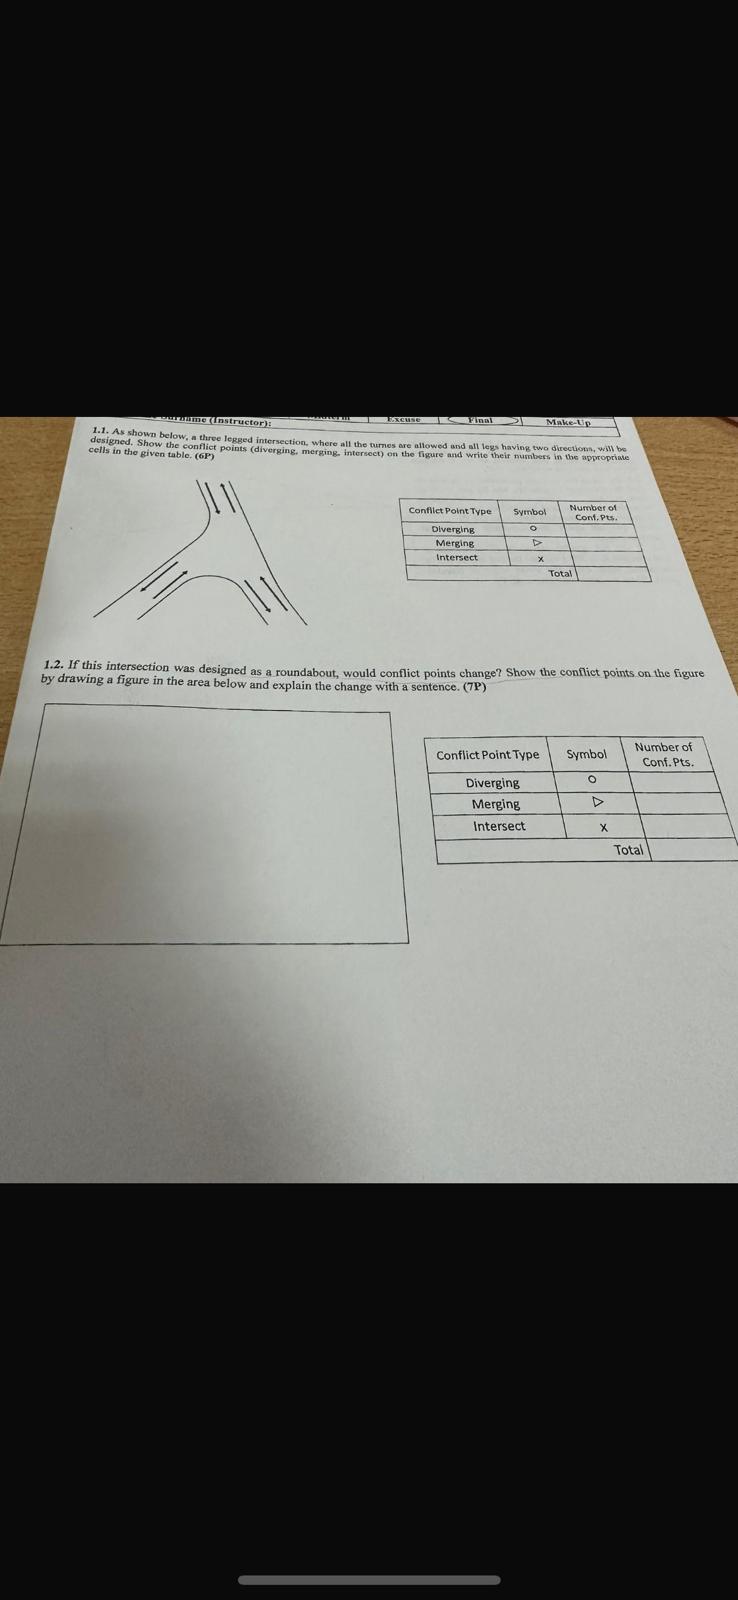 Surname (Instructor):
Excuse
Final
Make-Up
1.1. As shown below, a three legged intersection, where all the turnes are allowed and all legs having two directions, will be
designed. Show the conflict points (diverging, merging, intersect) on the figure and write their numbers in the appropriate
cells in the given table. (6P)
Conflict Point Type Symbol Number of
Conf. Pts.
Diverging O
Merging ▷
Intersect x
Total
1.2. If this intersection was designed as a roundabout, would conflict points change? Show the conflict points on the figure
by drawing a figure in the area below and explain the change with a sentence. (7P)
Conflict Point Type Symbol Number of
Conf. Pts.
Diverging O
Merging ▷
Intersect x
Total